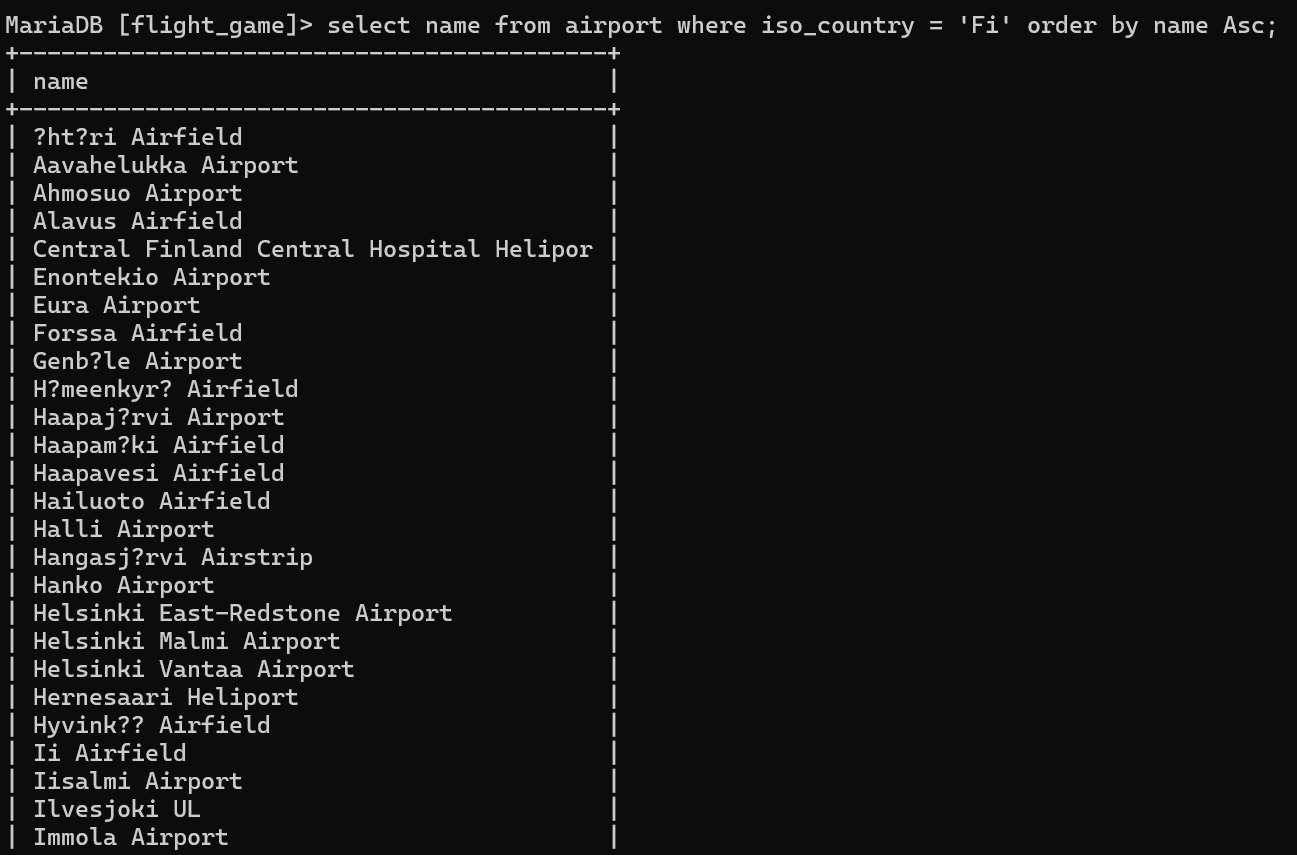 MariaDB [flight_game]> select name from airport where iso_country = 'Fi' order by name Asc;
+------------------------------------------+
| name                                     |
+------------------------------------------+
| ?ht?ri Airfield                          |
| Aavahelukka Airport                      |
| Ahmosuo Airport                          |
| Alavus Airfield                          |
| Central Finland Central Hospital Helipor |
| Enontekio Airport                        |
| Eura Airport                             |
| Forssa Airfield                          |
| Genb?le Airport                          |
| H?meenkyr? Airfield                      |
| Haapaj?rvi Airport                       |
| Haapam?ki Airfield                       |
| Haapavesi Airfield                       |
| Hailuoto Airfield                        |
| Halli Airport                            |
| Hangasj?rvi Airstrip                     |
| Hanko Airport                            |
| Helsinki East-Redstone Airport           |
| Helsinki Malmi Airport                   |
| Helsinki Vantaa Airport                  |
| Hernesaari Heliport                      |
| Hyvink?? Airfield                        |
| Ii Airfield                              |
| Iisalmi Airport                          |
| Ilvesjoki UL                             |
| Immola Airport                           |